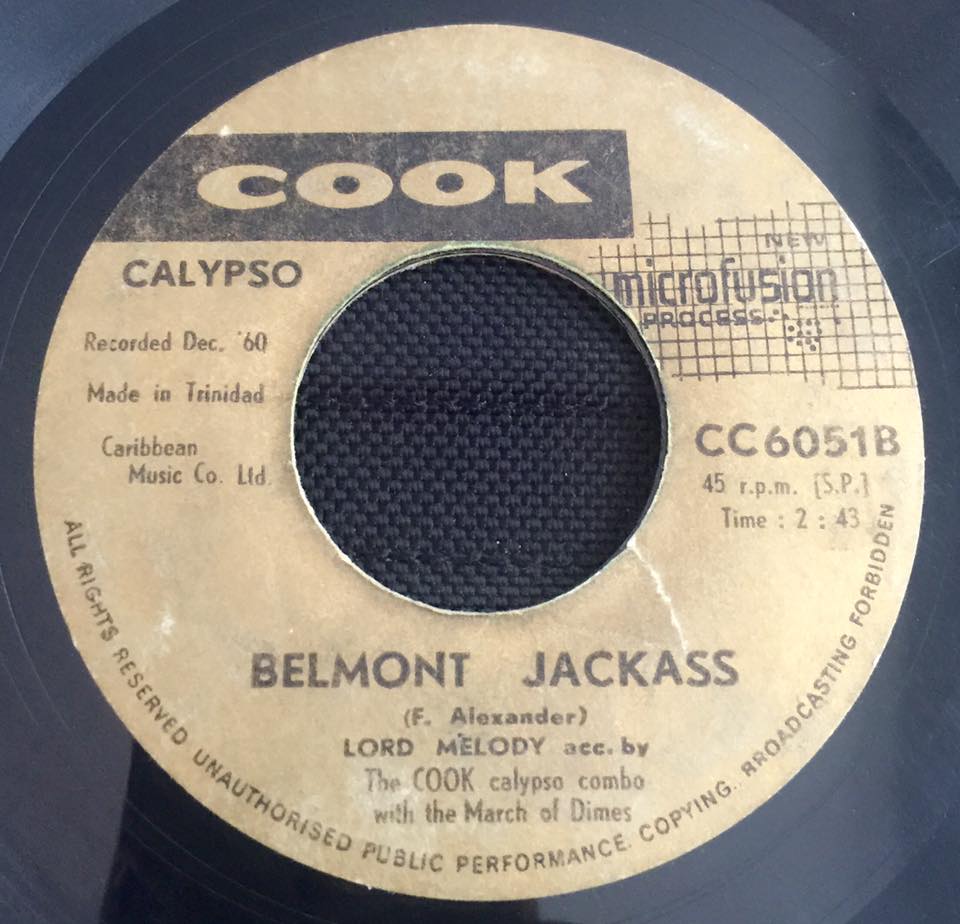 COOK
CALYPSO
NEW
microfusion
PROCESS
Recorded Dec. '60
Made in Trinidad
Caribbean
Music Co. Ltd.
CC6051B
45 r.p.m. [S.P.]
Time : 2 : 43
BELMONT JACKASS
(F. Alexander)
LORD MELODY acc. by
The COOK calypso combo
with the March of Dimes
ALL RIGHTS RESERVED UNAUTHORISED PUBLIC PERFORMANCE. COPYING. BROADCASTING FORBIDDEN